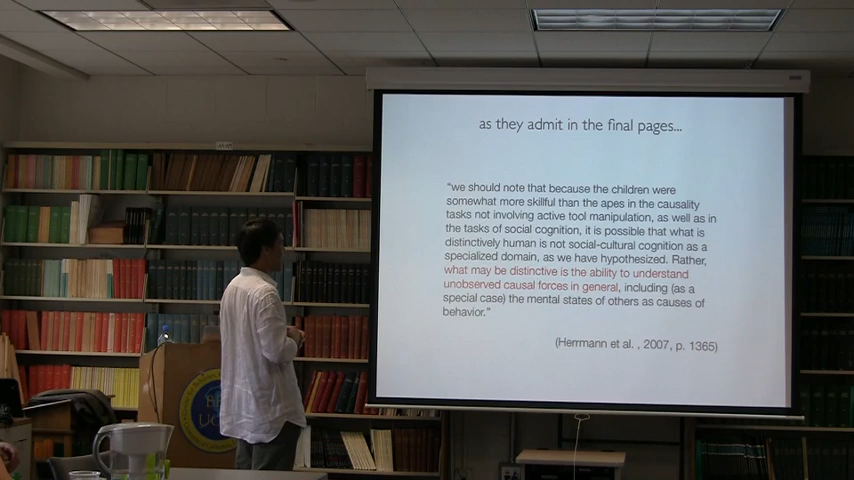 as they admit in the final pages...
“we should note that because the children were
somewhat more skillful than the apes in the causality
tasks not involving active tool manipulation, as well as in
the tasks of social cognition, it is possible that what is
distinctively human is not social-cultural cognition as a
specialized domain, as we have hypothesized. Rather,
what may be distinctive is the ability to understand
unobserved causal forces in general, including (as a
special case) the mental states of others as causes of
behavior.”
(Herrmann et al. , 2007, p. 1365)